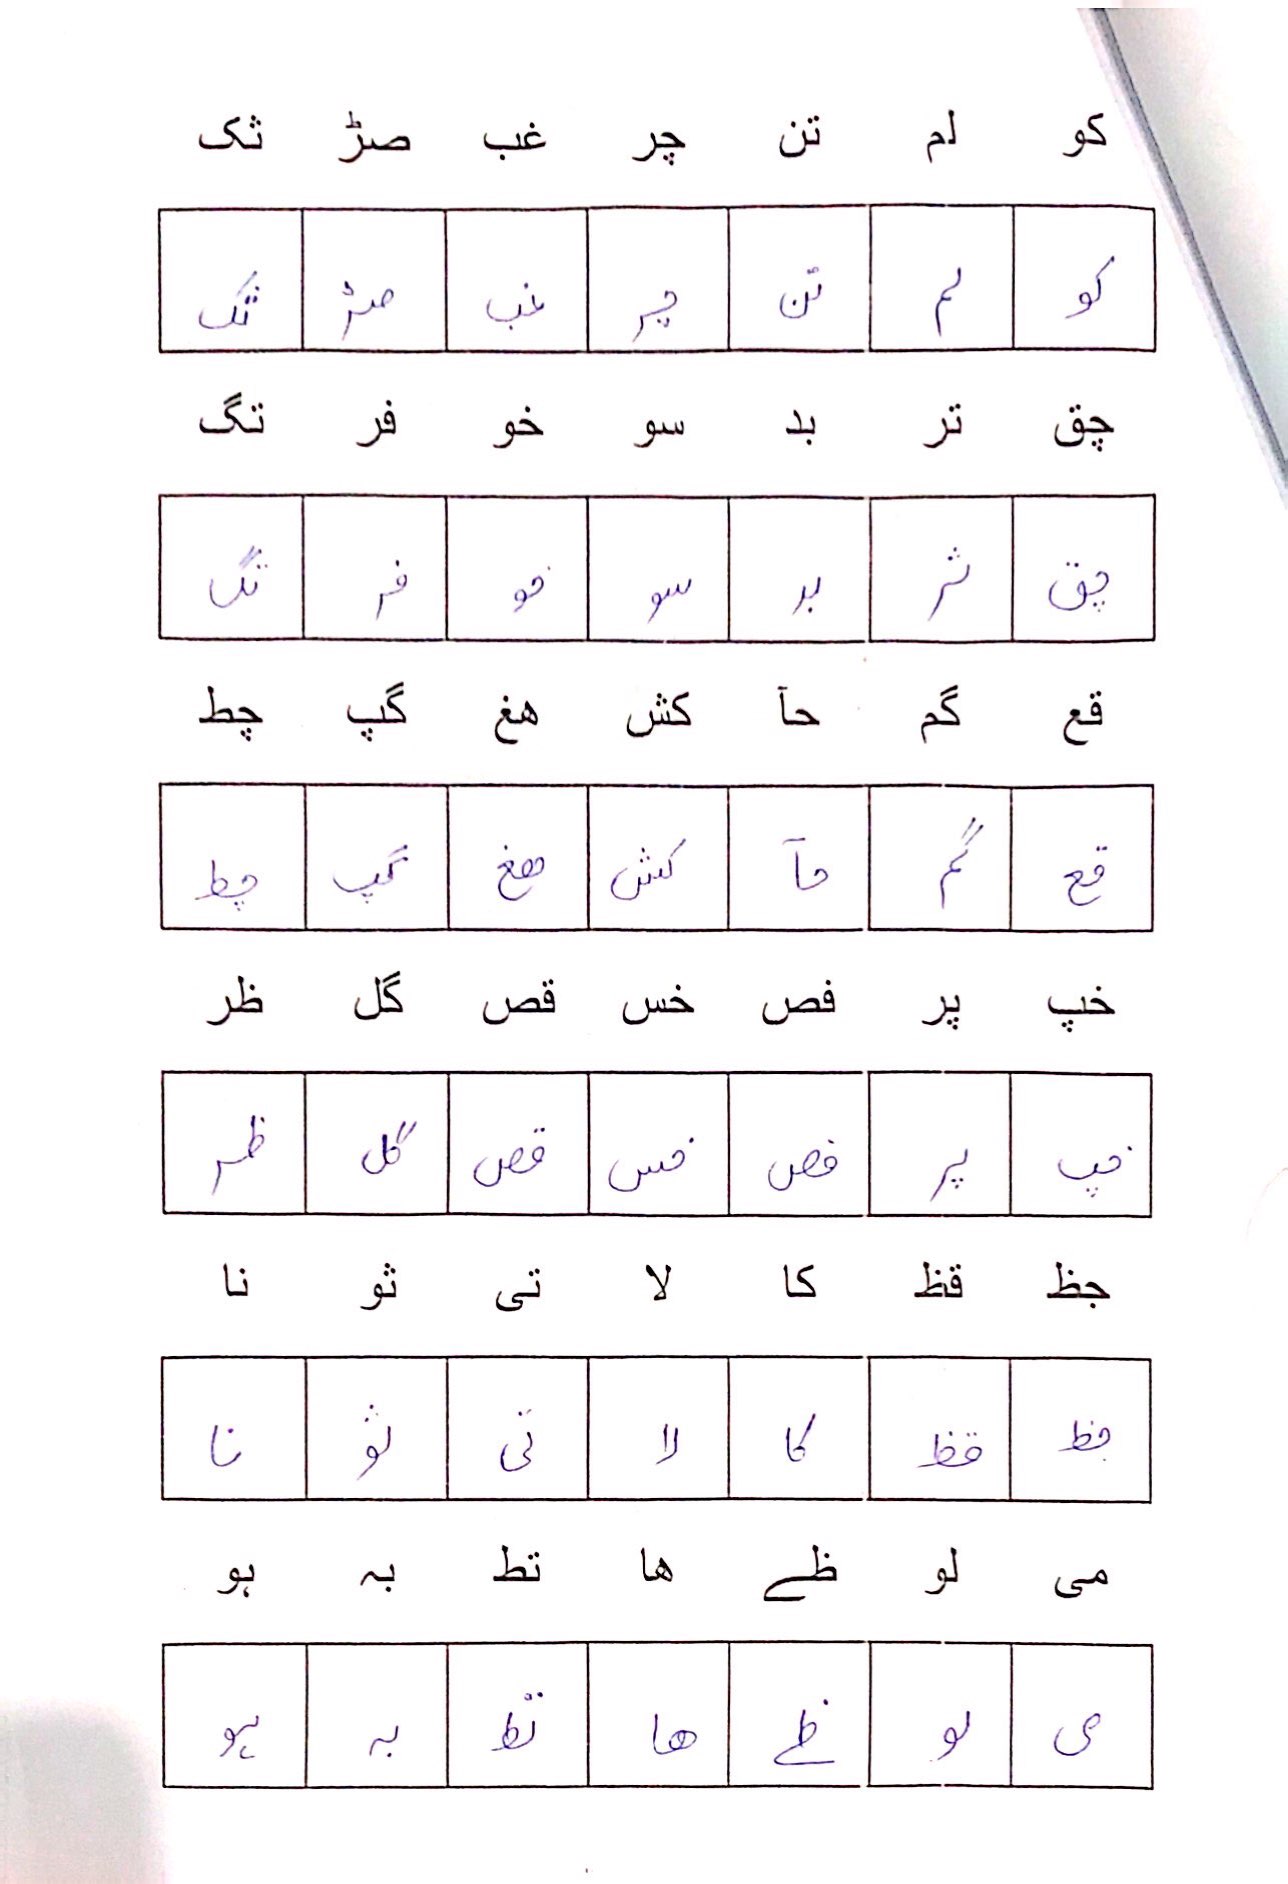 کو لم تن چر غب صڑ ثک
کو لم تن چر غب صڑ ثک
چق تر بد سو خو فر تگ
چق تر بد سو خو فر تگ
قع گم حآ کش هغ گپ چط
قع گم حآ کش هغ گپ چط
خپ پر فص خس قص گل ظر
خپ پر فص خس قص گل ظر
جظ قظ کا لا تی ثو نا
جظ قظ کا لا تی ثو نا
می لو ظے ها تط بہ ہو
می لو ظے ها تط بہ ہو